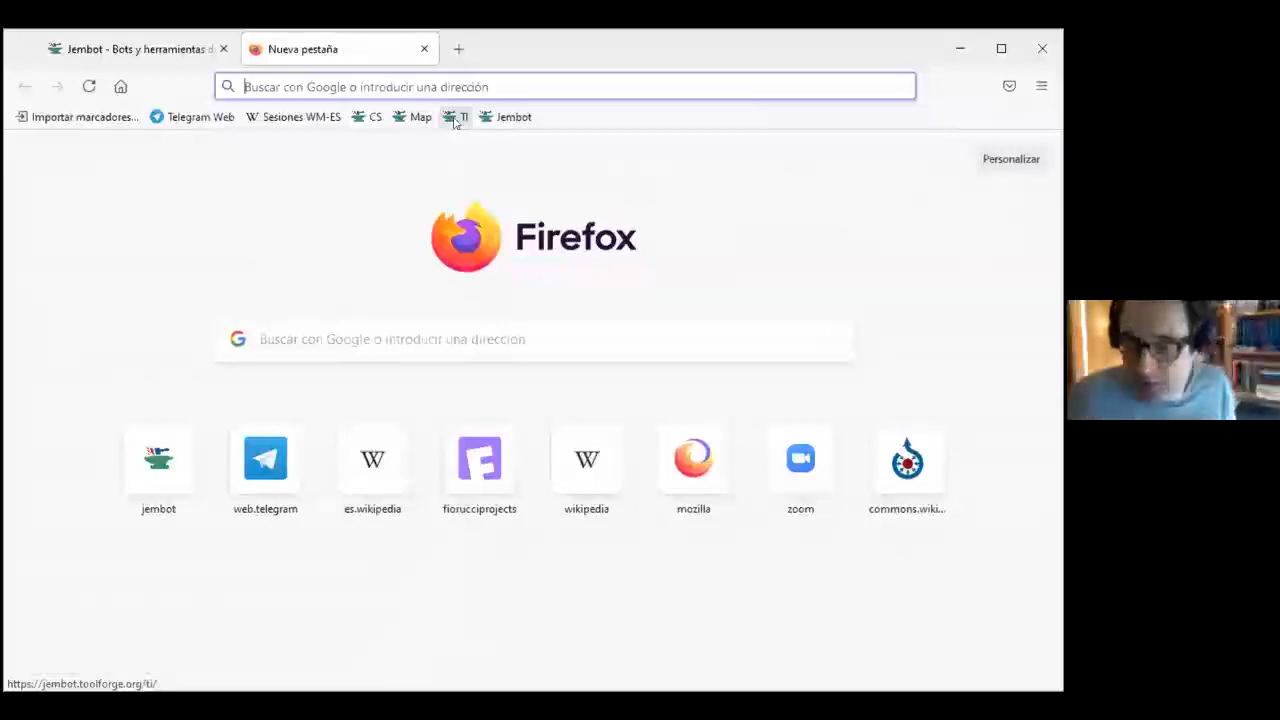 Jembot - Bots y herramientas d
Nueva pestaña
Buscar con Google o introducir una dirección
Importar marcadores...
Telegram Web
W Sesiones WM-ES
CS
Map
TI
Jembot
Personalizar
Firefox
G Buscar con Google o introducir una dirección
W
W
jembot
web.telegram
es.wikipedia
fiorucciprojects
wikipedia
mozilla
zoom
commons.wiki...
https://jembot.toolforge.org/ti/